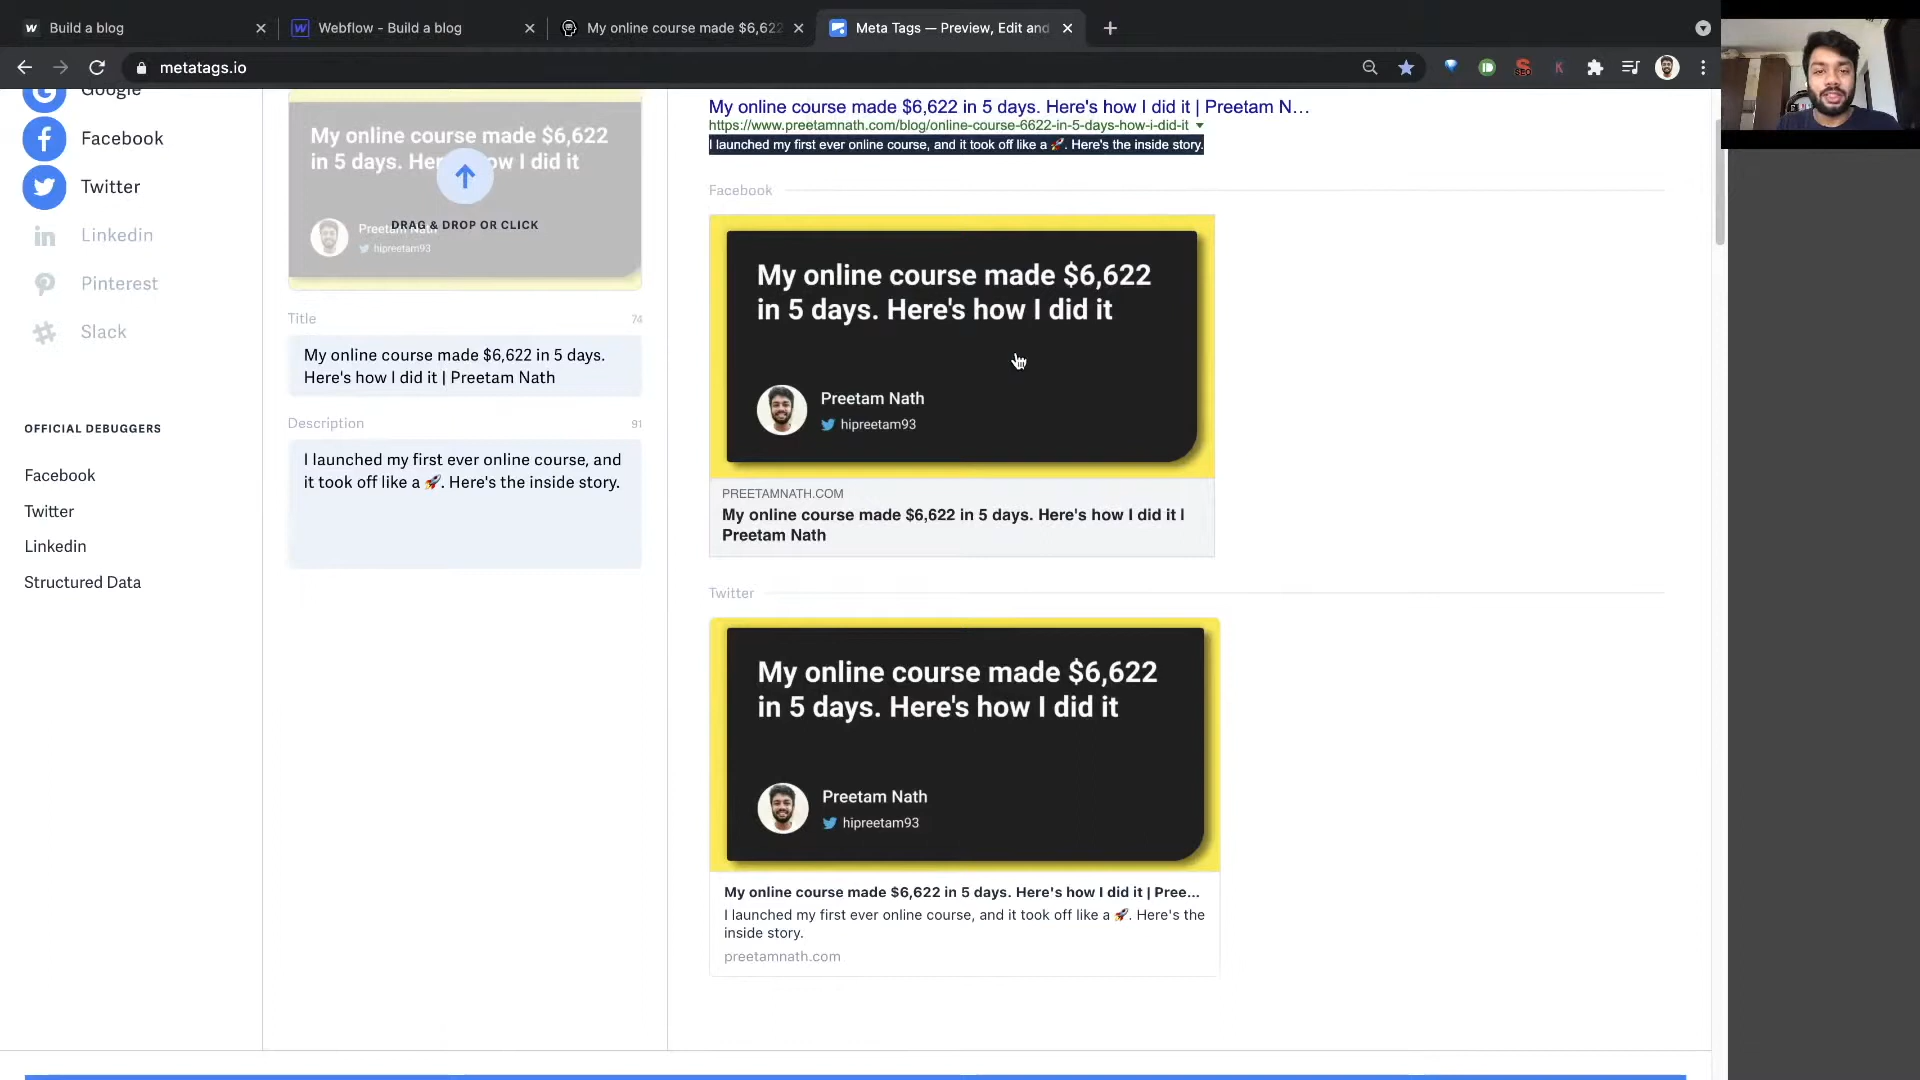 Build a blog
Webflow - Build a blog
My online course made $6,622
Meta Tags — Preview, Edit and
metatags.io
Google
Facebook
Twitter
Linkedin
Pinterest
Slack
OFFICIAL DEBUGGERS
Facebook
Twitter
Linkedin
Structured Data
My online course made $6,622
in 5 days. Here's how I did it
Preetam Nath
hipreetam93
DRAG & DROP OR CLICK
Title
74
My online course made $6,622 in 5 days.
Here's how I did it | Preetam Nath
Description
91
I launched my first ever online course, and
it took off like a 🚀. Here's the inside story.
My online course made $6,622 in 5 days. Here's how I did it | Preetam N...
https://www.preetamnath.com/blog/online-course-6622-in-5-days-how-i-did-it
I launched my first ever online course, and it took off like a 🚀. Here's the inside story.
Facebook
My online course made $6,622
in 5 days. Here's how I did it
Preetam Nath
hipreetam93
PREETAMNATH.COM
My online course made $6,622 in 5 days. Here's how I did it |
Preetam Nath
Twitter
My online course made $6,622
in 5 days. Here's how I did it
Preetam Nath
hipreetam93
My online course made $6,622 in 5 days. Here's how I did it | Pree...
I launched my first ever online course, and it took off like a 🚀. Here's the
inside story.
preetamnath.com